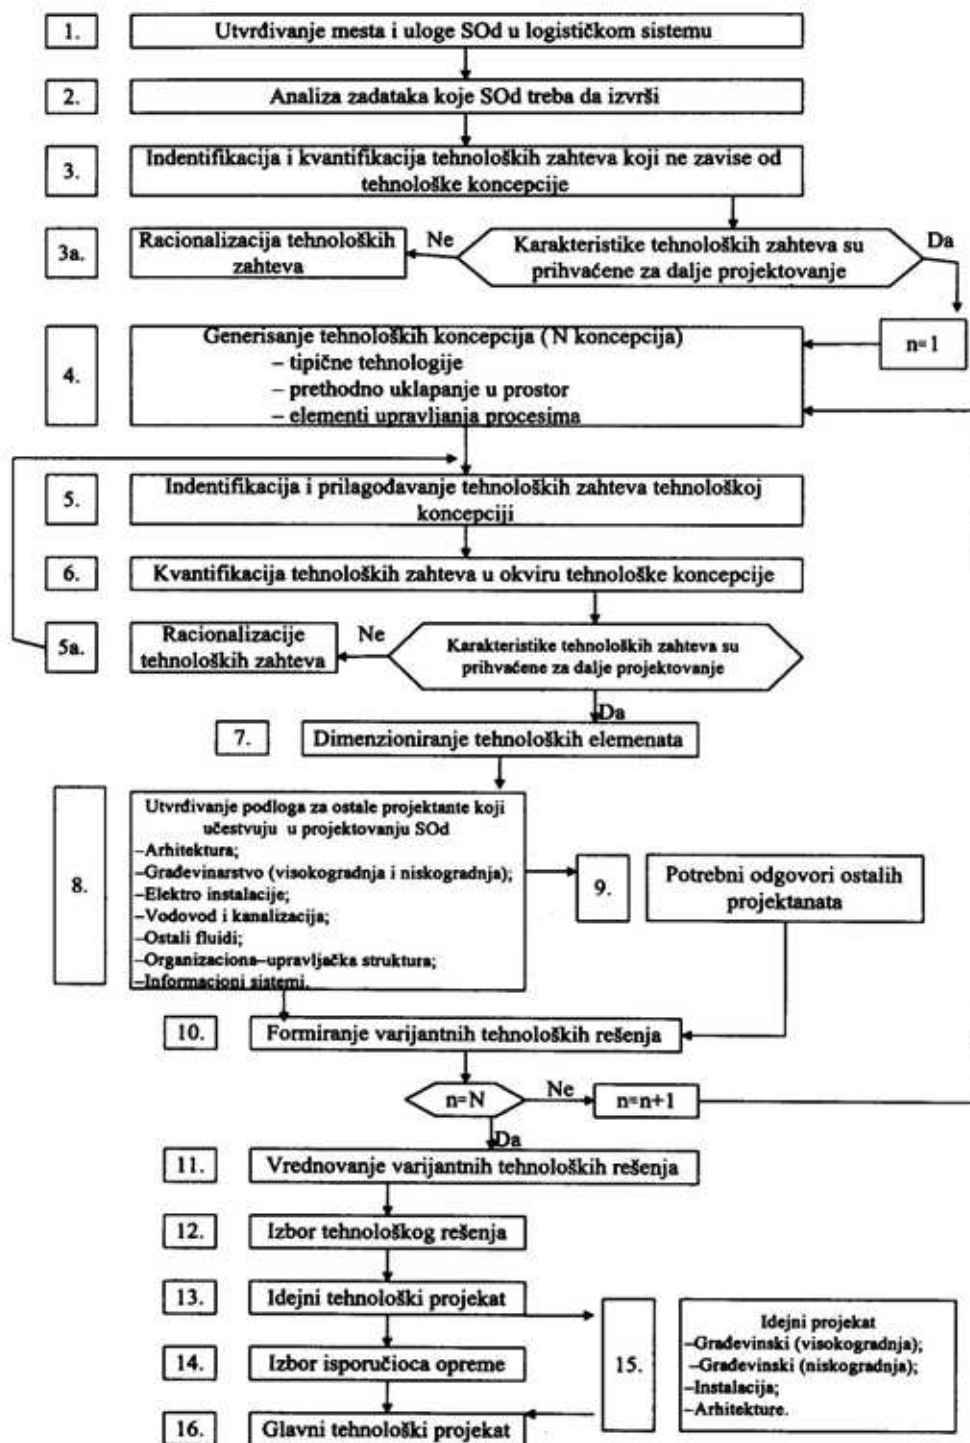 1.
Utvrđivanje mesta i uloge SOd u logističkom sistemu
2.
Analiza zadataka koje SOd treba da izvrši
3.
Indentifikacija i kvantifikacija tehnoloških zahteva koji ne zavise od
tehnološke koncepcije
3a.
Racionalizacija tehnoloških
zahteva
Ne
Karakteristike tehnoloških zahteva su
prihvaćene za dalje projektovanje
Da
n=1
4.
Generisanje tehnoloških koncepcija ( N koncepcija)
– tipične tehnologije
– prethodno uklapanje u prostor
– elementi upravljanja procesima
5.
Indentifikacija i prilagođavanje tehnoloških zahteva tehnološkoj
koncepciji
6.
Kvantifikacija tehnoloških zahteva u okviru tehnološke koncepcije
5a.
Racionalizacije
tehnoloških zahteva
Ne
Karakteristike tehnoloških zahteva su
prihvaćene za dalje projektovanje
Da
7.
Dimenzioniranje tehnoloških elemenata
8.
Utvrđivanje podloga za ostale projektante koji
učestvuju u projektovanju SOd
–Arhitektura;
–Građevinarstvo (visokogradnja i niskogradnja);
–Elektro instalacije;
–Vodovod i kanalizacija;
–Ostali fluidi;
–Organizaciona–upravljačka struktura;
–Informacioni sistemi.
9.
Potrebni odgovori ostalih
projektanata
10.
Formiranje varijantnih tehnoloških rešenja
n=N
Ne
n=n+1
Da
11.
Vrednovanje varijantnih tehnoloških rešenja
12.
Izbor tehnološkog rešenja
13.
Idejni tehnološki projekat
14.
Izbor isporučioca opreme
15.
Idejni projekat
–Građevinski (visokogradnja);
–Građevinski (niskogradnja);
–Instalacija;
–Arhitekture.
16.
Glavni tehnološki projekat